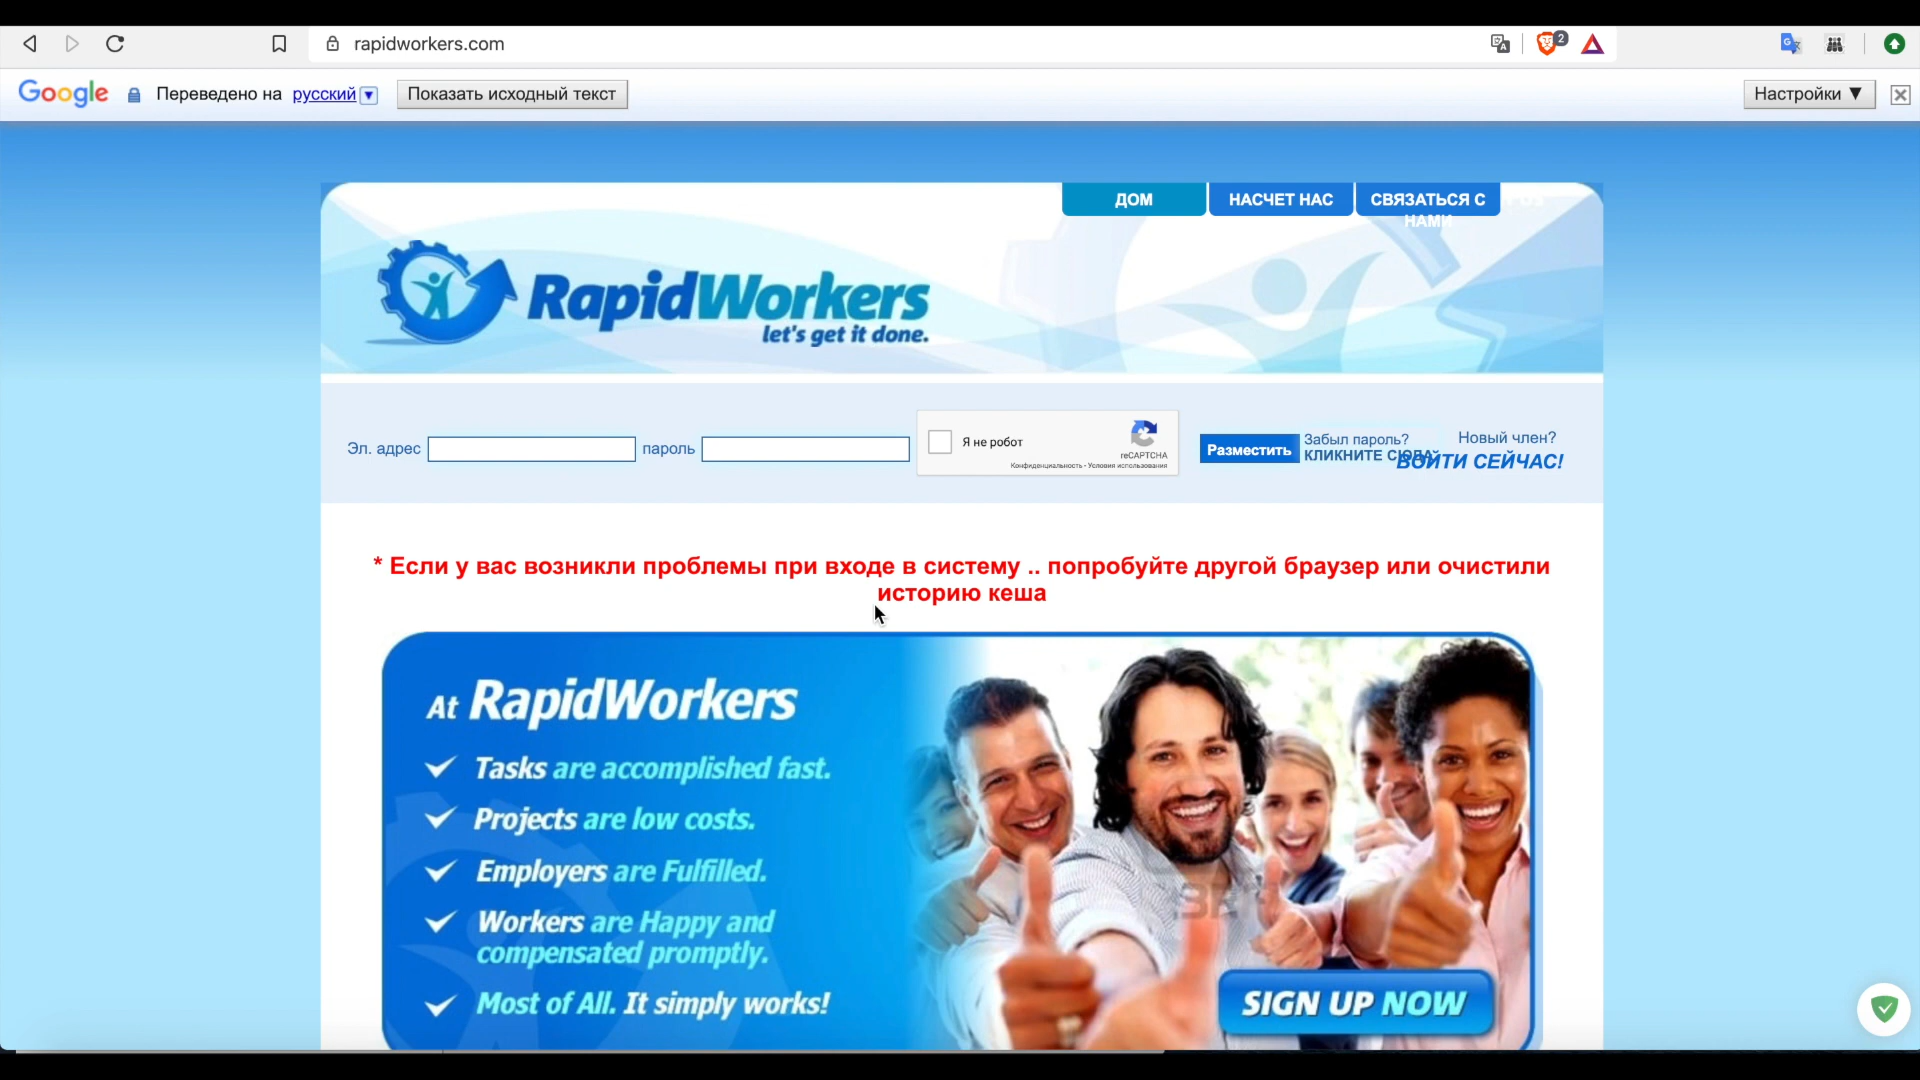 rapidworkers.com
2
Google Переведено на русский Показать исходный текст Настройки ▼
ДОМ НАСЧЕТ НАС СВЯЗАТЬСЯ С НАМИ
RapidWorkers
let's get it done.
Эл. адрес пароль Я не робот reCAPTCHA
Конфиденциальность - Условия использования
Разместить Забыл пароль? Новый член?
КЛИКНИТЕ СЮДА ВОЙТИ СЕЙЧАС!
* Если у вас возникли проблемы при входе в систему .. попробуйте другой браузер или очистили
историю кеша
At RapidWorkers
Tasks are accomplished fast.
Projects are low costs.
Employers are Fulfilled.
Workers are Happy and
compensated promptly.
Most of All. It simply works!
SIGN UP NOW